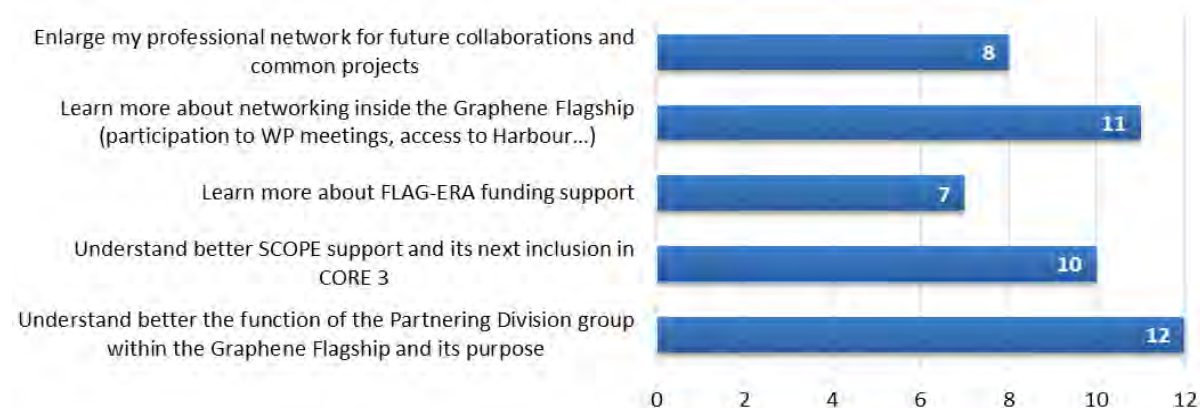 Enlarge my professional network for future collaborations and
common projects
8
Learn more about networking inside the Graphene Flagship
(participation to WP meetings, access to Harbour...)
11
Learn more about FLAG-ERA funding support
7
Understand better SCOPE support and its next inclusion in
CORE 3
10
Understand better the function of the Partnering Division group
within the Graphene Flagship and its purpose
12
0 2 4 6 8 10 12